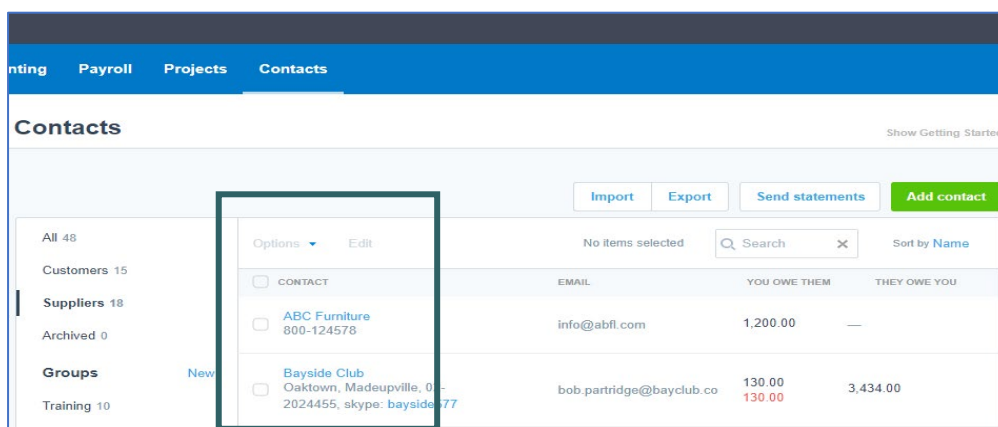 nting Payroll Projects Contacts
Contacts
Show Getting Starte
Import Export Send statements Add contact
All 48
Customers 15
Suppliers 18
Archived 0
Groups New
Training 10
Options Edit No items selected Search Sort by Name
CONTACT EMAIL YOU OWE THEM THEY OWE YOU
ABC Furniture
800-124578 info@abfl.com 1,200.00 —
Bayside Club
Oaktown, Madeupville, 0
2024455, skype: bayside577 bob.partridge@bayclub.co 130.00 3,434.00
130.00